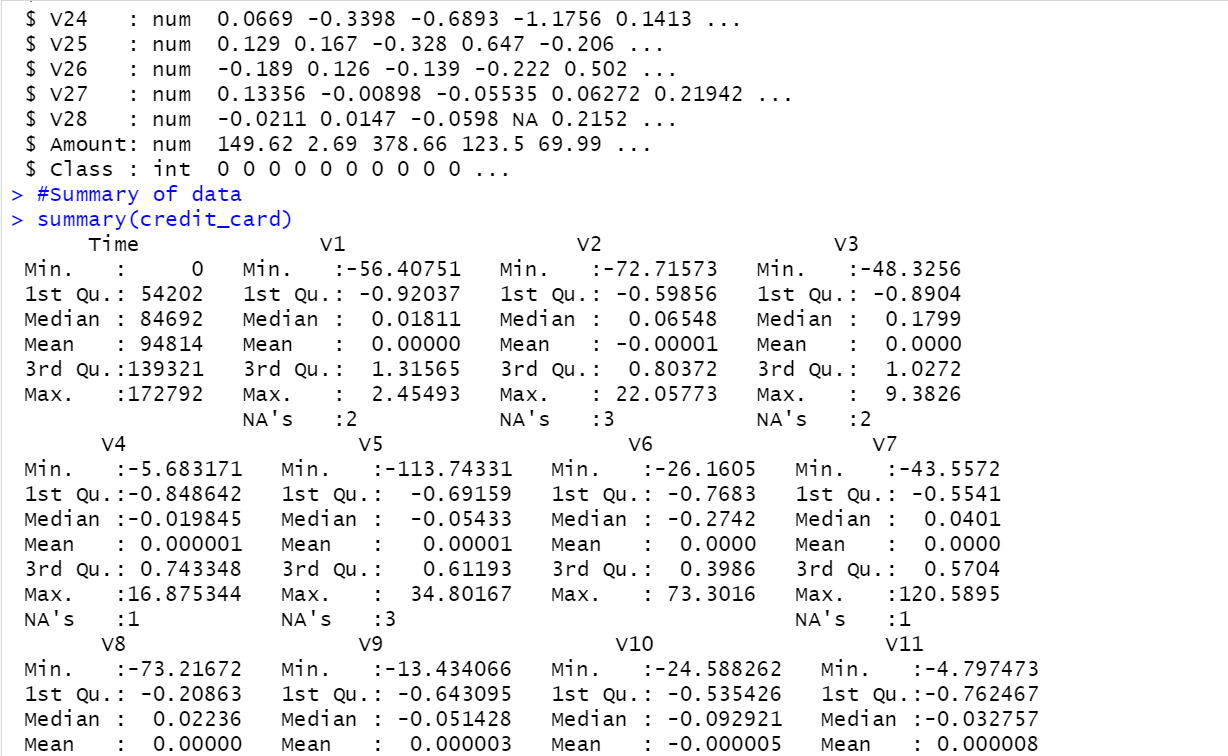 $ V24   : num  0.0669 -0.3398 -0.6893 -1.1756 0.1413 ...
$ V25   : num  0.129 0.167 -0.328 0.647 -0.206 ...
$ V26   : num  -0.189 0.126 -0.139 -0.222 0.502 ...
$ V27   : num  0.13356 -0.00898 -0.05535 0.06272 0.21942 ...
$ V28   : num  -0.0211 0.0147 -0.0598 NA 0.2152 ...
$ Amount: num  149.62 2.69 378.66 123.5 69.99 ...
$ Class : int  0 0 0 0 0 0 0 0 0 0 ...
> #Summary of data
> summary(credit_card)
Time V1 V2 V3
Min.   :     0   Min.   :-56.40751   Min.   :-72.71573   Min.   :-48.3256
1st Qu.: 54202   1st Qu.: -0.92037   1st Qu.: -0.59856   1st Qu.: -0.8904
Median : 84692   Median :  0.01811   Median :  0.06548   Median :  0.1799
Mean   : 94814   Mean   :  0.00000   Mean   : -0.00001   Mean   :  0.0000
3rd Qu.:139321   3rd Qu.:  1.31565   3rd Qu.:  0.80372   3rd Qu.:  1.0272
Max.   :172792   Max.   :  2.45493   Max.   : 22.05773   Max.   :  9.3826
NA's   :2   NA's   :3   NA's   :2
V4 V5 V6 V7
Min.   :-5.683171   Min.   :-113.74331   Min.   :-26.1605   Min.   :-43.5572
1st Qu.:-0.848642   1st Qu.:  -0.69159   1st Qu.: -0.7683   1st Qu.: -0.5541
Median :-0.019845   Median :  -0.05433   Median : -0.2742   Median :  0.0401
Mean   : 0.000001   Mean   :   0.00001   Mean   :  0.0000   Mean   :  0.0000
3rd Qu.: 0.743348   3rd Qu.:   0.61193   3rd Qu.:  0.3986   3rd Qu.:  0.5704
Max.   :16.875344   Max.   :  34.80167   Max.   : 73.3016   Max.   :120.5895
NA's   :1   NA's   :3   NA's   :1
V8 V9 V10 V11
Min.   :-73.21672   Min.   :-13.434066   Min.   :-24.588262   Min.   :-4.797473
1st Qu.: -0.20863   1st Qu.: -0.643095   1st Qu.: -0.535426   1st Qu.:-0.762467
Median :  0.02236   Median : -0.051428   Median : -0.092921   Median :-0.032757
Mean   :  0.00000   Mean   :  0.000003   Mean   : -0.000005   Mean   : 0.000008